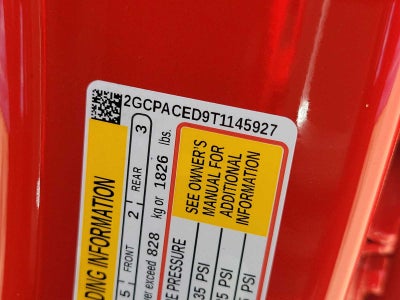 2GCPACED9T1145927
SEE OWNER'S
MANUAL FOR
ADDITIONAL
INFORMATION
REAR 3
FRONT 2
kg or 1826 lbs.
exceed 828
PRESSURE
35 PSI
PSI
PSI
INFORMATION